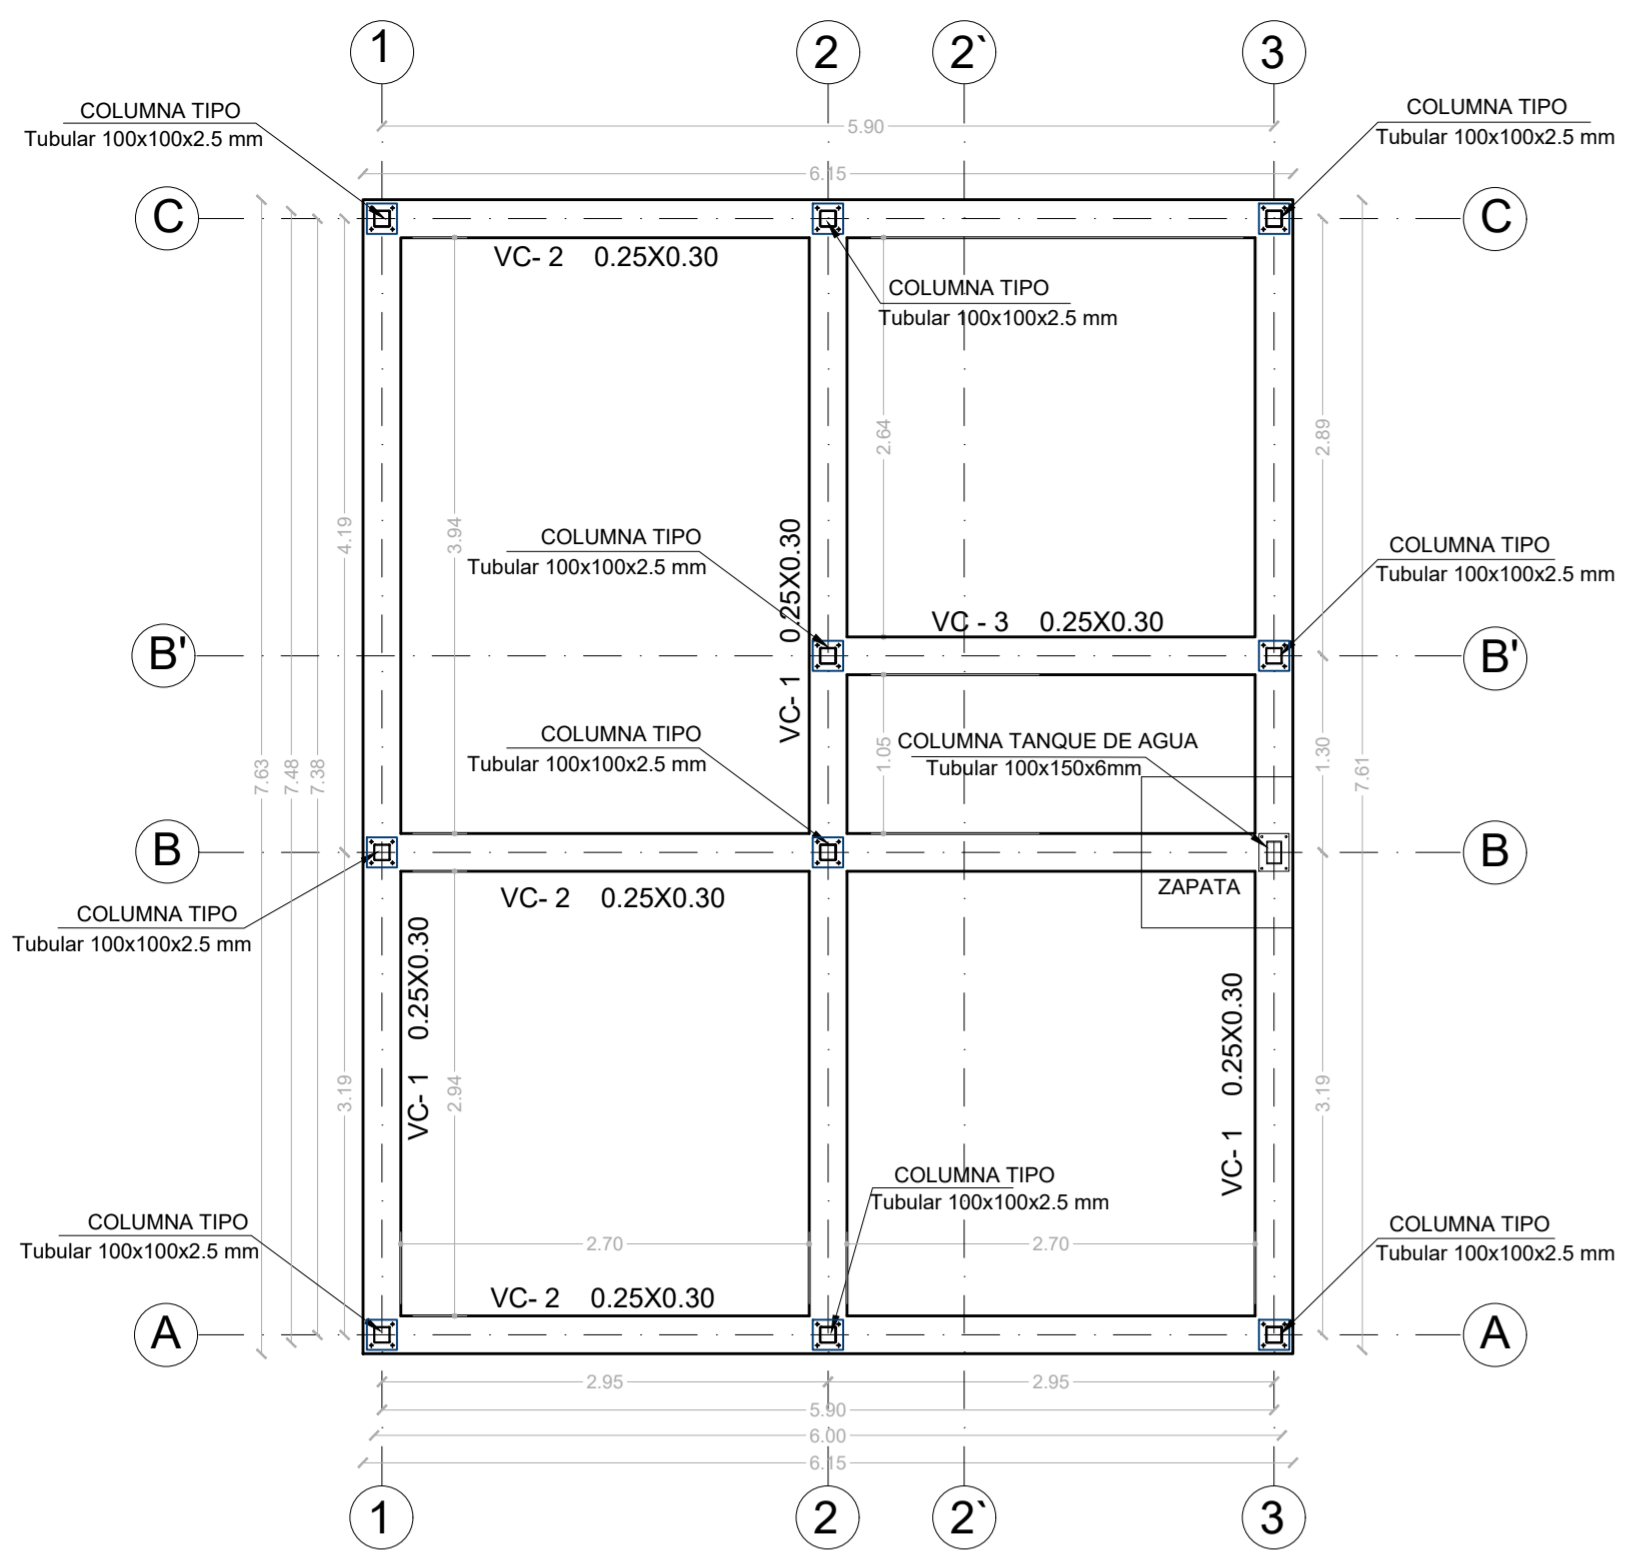 1
2
2`
3
COLUMNA TIPO
Tubular 100x100x2.5 mm
COLUMNA TIPO
Tubular 100x100x2.5 mm
5.90
6.15
C
C
VC- 2 0.25X0.30
COLUMNA TIPO
Tubular 100x100x2.5 mm
2.64
2.89
4.19
3.94
COLUMNA TIPO
Tubular 100x100x2.5 mm
VC- 1 0.25X0.30
COLUMNA TIPO
Tubular 100x100x2.5 mm
VC - 3 0.25X0.30
B'
B'
COLUMNA TIPO
Tubular 100x100x2.5 mm
1.05
COLUMNA TANQUE DE AGUA
Tubular 100x150x6mm
1.30
7.63
7.48
7.38
7.61
B
B
ZAPATA
VC- 2 0.25X0.30
COLUMNA TIPO
Tubular 100x100x2.5 mm
VC- 1 0.25X0.30
VC- 1 0.25X0.30
3.19
2.94
3.19
COLUMNA TIPO
Tubular 100x100x2.5 mm
COLUMNA TIPO
Tubular 100x100x2.5 mm
COLUMNA TIPO
Tubular 100x100x2.5 mm
2.70
2.70
VC- 2 0.25X0.30
A
A
2.95
2.95
5.90
6.00
6.15
1
2
2`
3